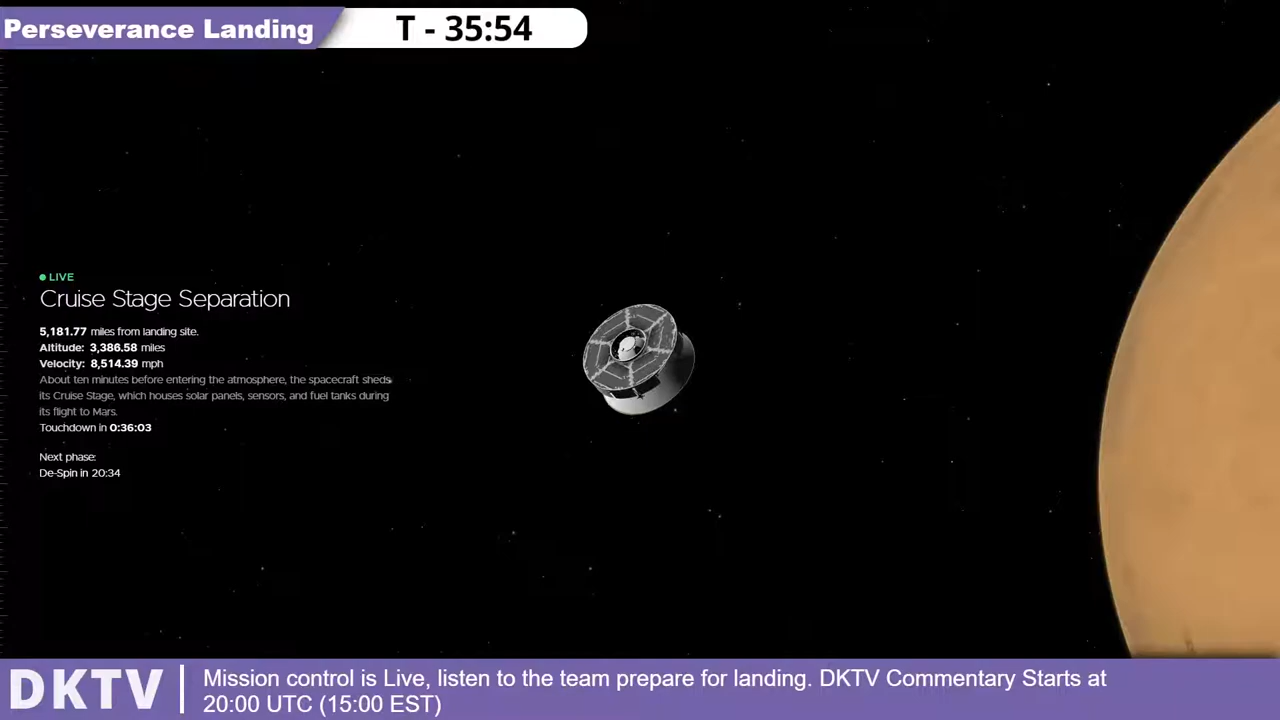 Perseverance Landing
T - 35:54
LIVE
Cruise Stage Separation
5,181.77 miles from landing site.
Altitude: 3,386.58 miles
Velocity: 8,514.39 mph
About ten minutes before entering the atmosphere, the spacecraft sheds
its Cruise Stage, which houses solar panels, sensors, and fuel tanks during
its flight to Mars.
Touchdown in 0:36:03
Next phase:
De-Spin in 20:34
DKTV
Mission control is Live, listen to the team prepare for landing. DKTV Commentary Starts at
20:00 UTC (15:00 EST)